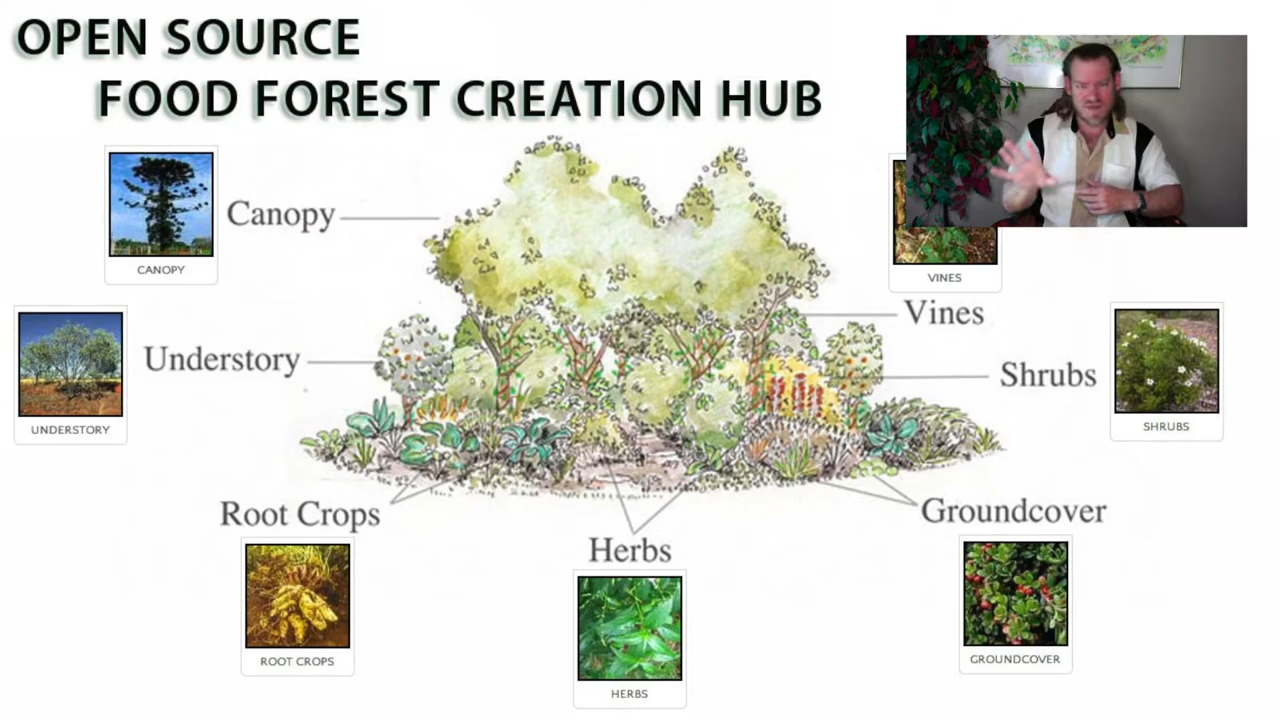 OPEN SOURCE
FOOD FOREST CREATION HUB
CANOPY
Canopy
VINES
Vines
UNDERSTORY
Understory
Shrubs
SHRUBS
Root Crops
Groundcover
Herbs
ROOT CROPS
HERBS
GROUNDCOVER